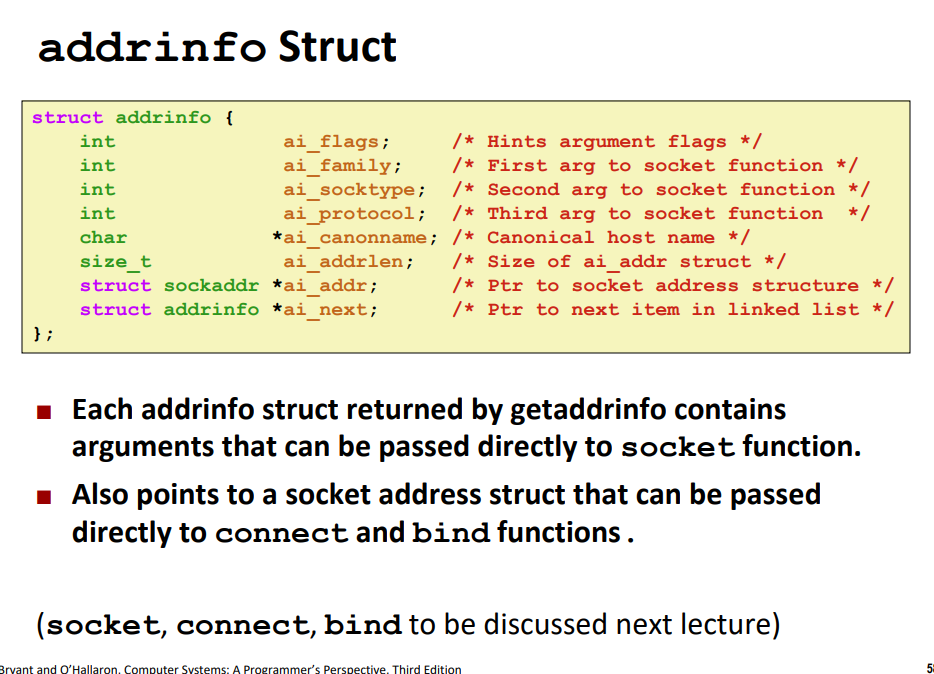 addrinfo Struct
struct addrinfo {
int ai_flags; /* Hints argument flags */
int ai_family; /* First arg to socket function */
int ai_socktype; /* Second arg to socket function */
int ai_protocol; /* Third arg to socket function */
char *ai_canonname; /* Canonical host name */
size_t ai_addrlen; /* Size of ai_addr struct */
struct sockaddr *ai_addr; /* Ptr to socket address structure */
struct addrinfo *ai_next; /* Ptr to next item in linked list */
};
■ Each addrinfo struct returned by getaddrinfo contains
arguments that can be passed directly to socket function.
■ Also points to a socket address struct that can be passed
directly to connect and bind functions .
(socket, connect, bind to be discussed next lecture)
Bryant and O'Hallaron, Computer Systems: A Programmer's Perspective, Third Edition